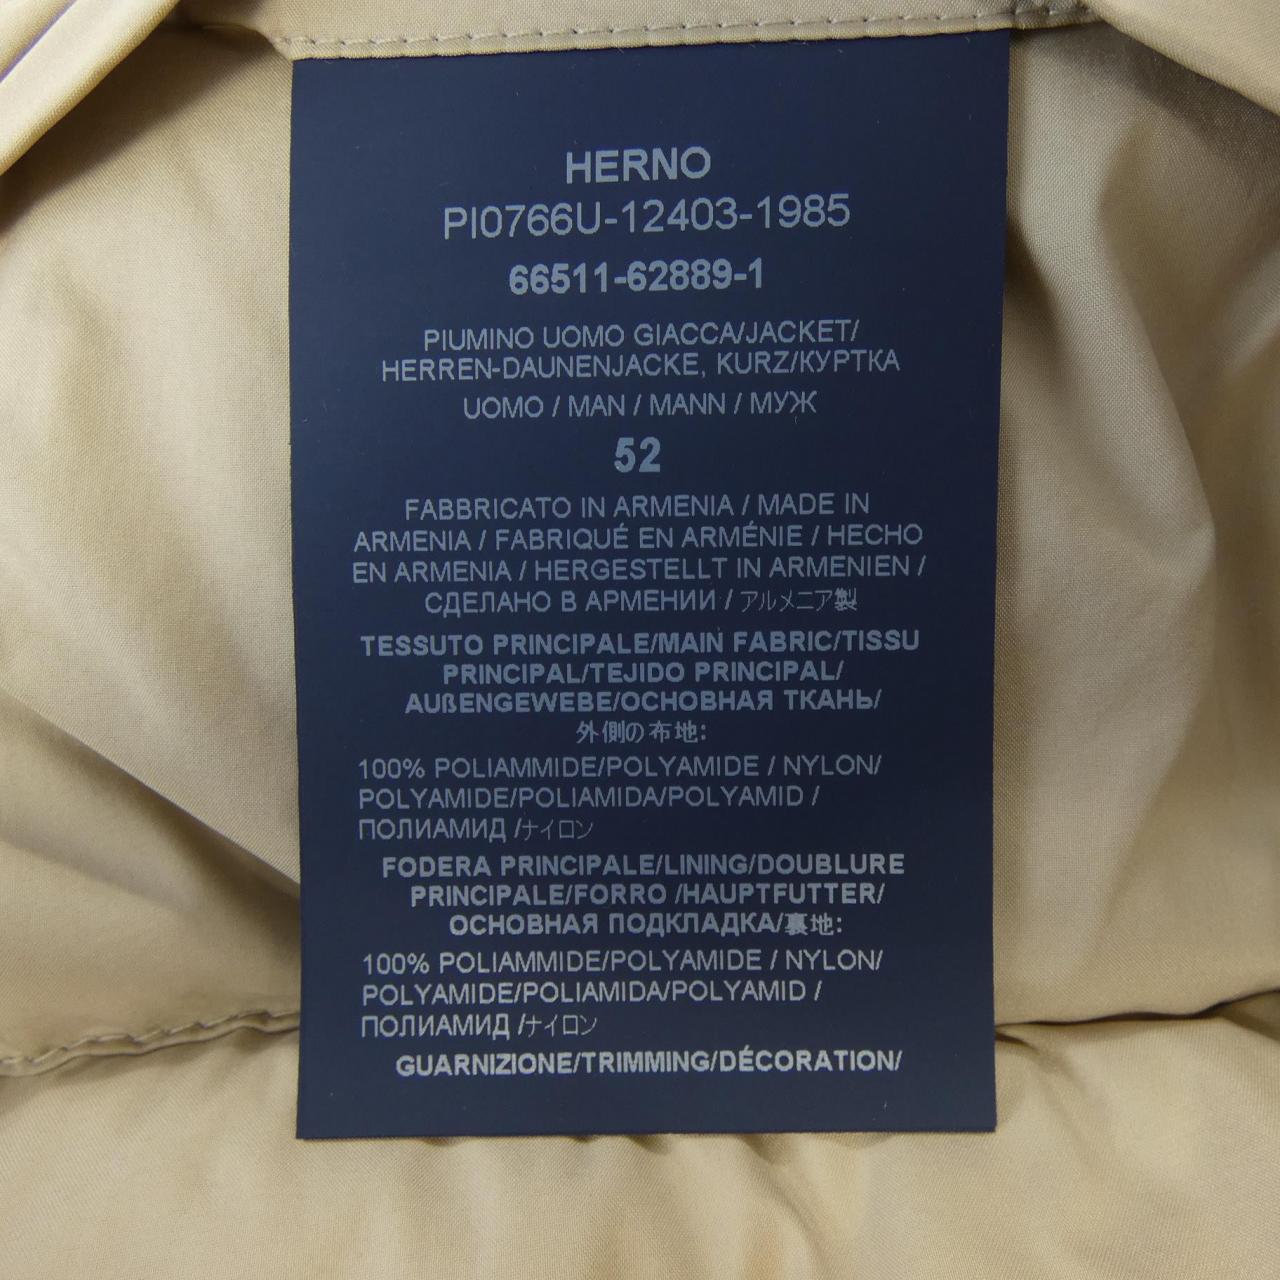 HERNO
PI0766U-12403-1985
66511-62889-1
PIUMINO UOMO GIACCA/JACKET/
HERREN-DAUNENJACKE, KURZ/КУРТКА
UOMO / MAN / MANN / МУЖ
52
FABBRICATO IN ARMENIA / MADE IN
ARMENIA / FABRIQUÉ EN ARMÉNIE / HECHO
EN ARMENIA / HERGESTELLT IN ARMENIEN /
СДЕЛАНО В АРМЕНИИ / アルメニア製
TESSUTO PRINCIPALE/MAIN FABRIC/TISSU
PRINCIPAL/TEJIDO PRINCIPAL/
AUßENGEWEBE/ОСНОВНАЯ ТКАНЬ/
外側の布地:
100% POLIAMMIDE/POLYAMIDE / NYLON/
POLYAMIDE/POLIAMIDA/POLYAMID /
ПОЛИАМИД /ナイロン
FODERA PRINCIPALE/LINING/DOUBLURE
PRINCIPALE/FORRO /HAUPTFUTTER/
ОСНОВНАЯ ПОДКЛАДКА/裏地:
100% POLIAMMIDE/POLYAMIDE / NYLON/
POLYAMIDE/POLIAMIDA/POLYAMID /
ПОЛИАМИД /ナイロン
GUARNIZIONE/TRIMMING/DÉCORATION/